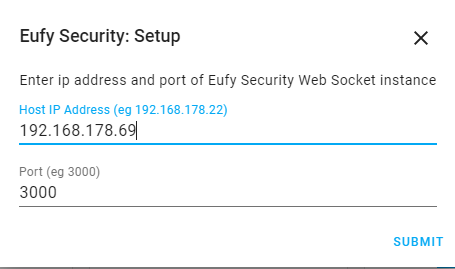 Eufy Security: Setup
Enter ip address and port of Eufy Security Web Socket instance
Host IP Address (eg 192.168.178.22)
192.168.178.69
Port (eg 3000)
3000
SUBMIT